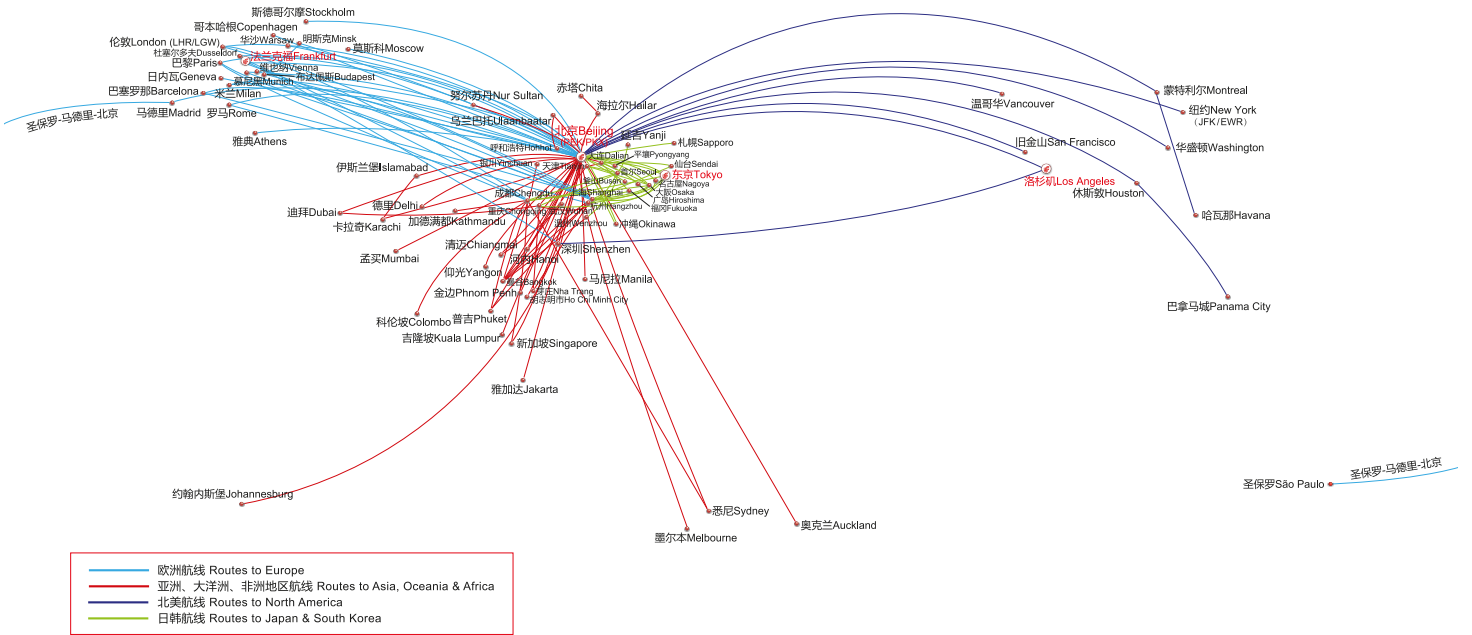 斯德哥尔摩Stockholm
哥本哈根Copenhagen
伦敦London (LHR/LGW)
华沙Warsaw
明斯克Minsk
莫斯科Moscow
杜塞尔多夫Dusseldorf
法兰克福Frankfurt
巴黎Paris
维也纳Vienna
日内瓦Geneva
慕尼黑Munich
布达佩斯Budapest
巴塞罗那Barcelona
米兰Milan
马德里Madrid
罗马Rome
圣保罗-马德里-北京
雅典Athens
努尔苏丹Nur Sultan
赤塔Chita
海拉尔Hailar
乌兰巴托Ulaanbaatar
北京Beijing
(PEK/PKX)
延吉Yanji
札幌Sapporo
呼和浩特Hohhot
大连Dalian
平壤Pyongyang
银川Yinchuan
天津Tianjin
仙台Sendai
首尔Seoul
东京Tokyo
伊斯兰堡Islamabad
釜山Busan
名古屋Nagoya
成都Chengdu
上海Shanghai
大阪Osaka
广岛Hiroshima
福冈Fukuoka
杭州Hangzhou
迪拜Dubai
德里Delhi
重庆Chongqing
武汉Wuhan
卡拉奇Karachi
加德满都Kathmandu
温州Wenzhou
冲绳Okinawa
清迈Chiangmai
深圳Shenzhen
孟买Mumbai
河内Hanoi
仰光Yangon
曼谷Bangkok
马尼拉Manila
金边Phnom Penh
芽庄Nha Trang
胡志明市Ho Chi Minh City
科伦坡Colombo
普吉Phuket
吉隆坡Kuala Lumpur
新加坡Singapore
雅加达Jakarta
蒙特利尔Montreal
温哥华Vancouver
纽约New York
(JFK/EWR)
旧金山San Francisco
华盛顿Washington
洛杉矶Los Angeles
休斯敦Houston
哈瓦那Havana
巴拿马城Panama City
圣保罗-马德里-北京
圣保罗São Paulo
约翰内斯堡Johannesburg
悉尼Sydney
奥克兰Auckland
墨尔本Melbourne
欧洲航线 Routes to Europe
亚洲、大洋洲、非洲地区航线 Routes to Asia, Oceania & Africa
北美航线 Routes to North America
日韩航线 Routes to Japan & South Korea